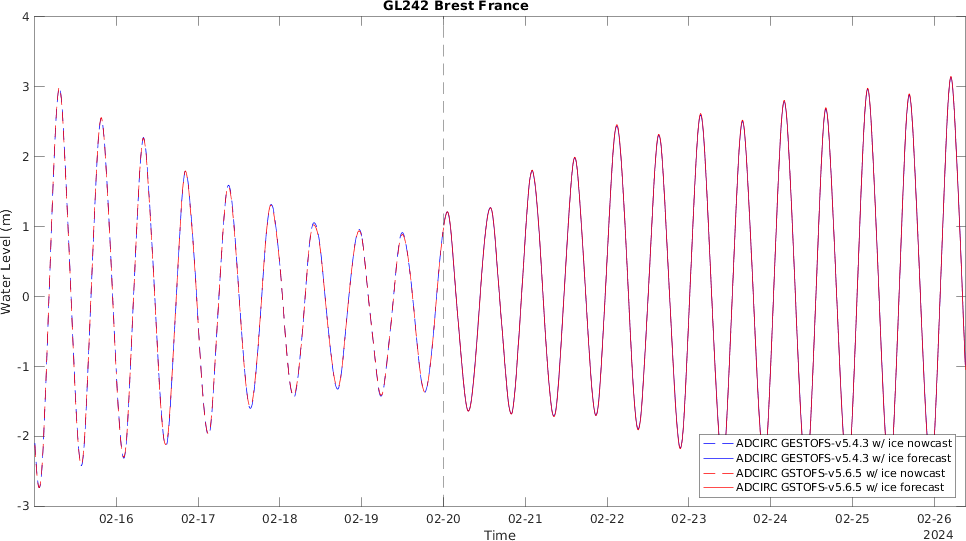 GL242 Brest France
4
3
2
1
0
-1
-2
-3
Water Level (m)
02-16 02-17 02-18 02-19 02-20 02-21 02-22 02-23 02-24 02-25 02-26
2024
Time
ADCIRC GESTOFS-v5.4.3 w/ ice nowcast
ADCIRC GESTOFS-v5.4.3 w/ ice forecast
ADCIRC GSTOFS-v5.6.5 w/ ice nowcast
ADCIRC GSTOFS-v5.6.5 w/ ice forecast